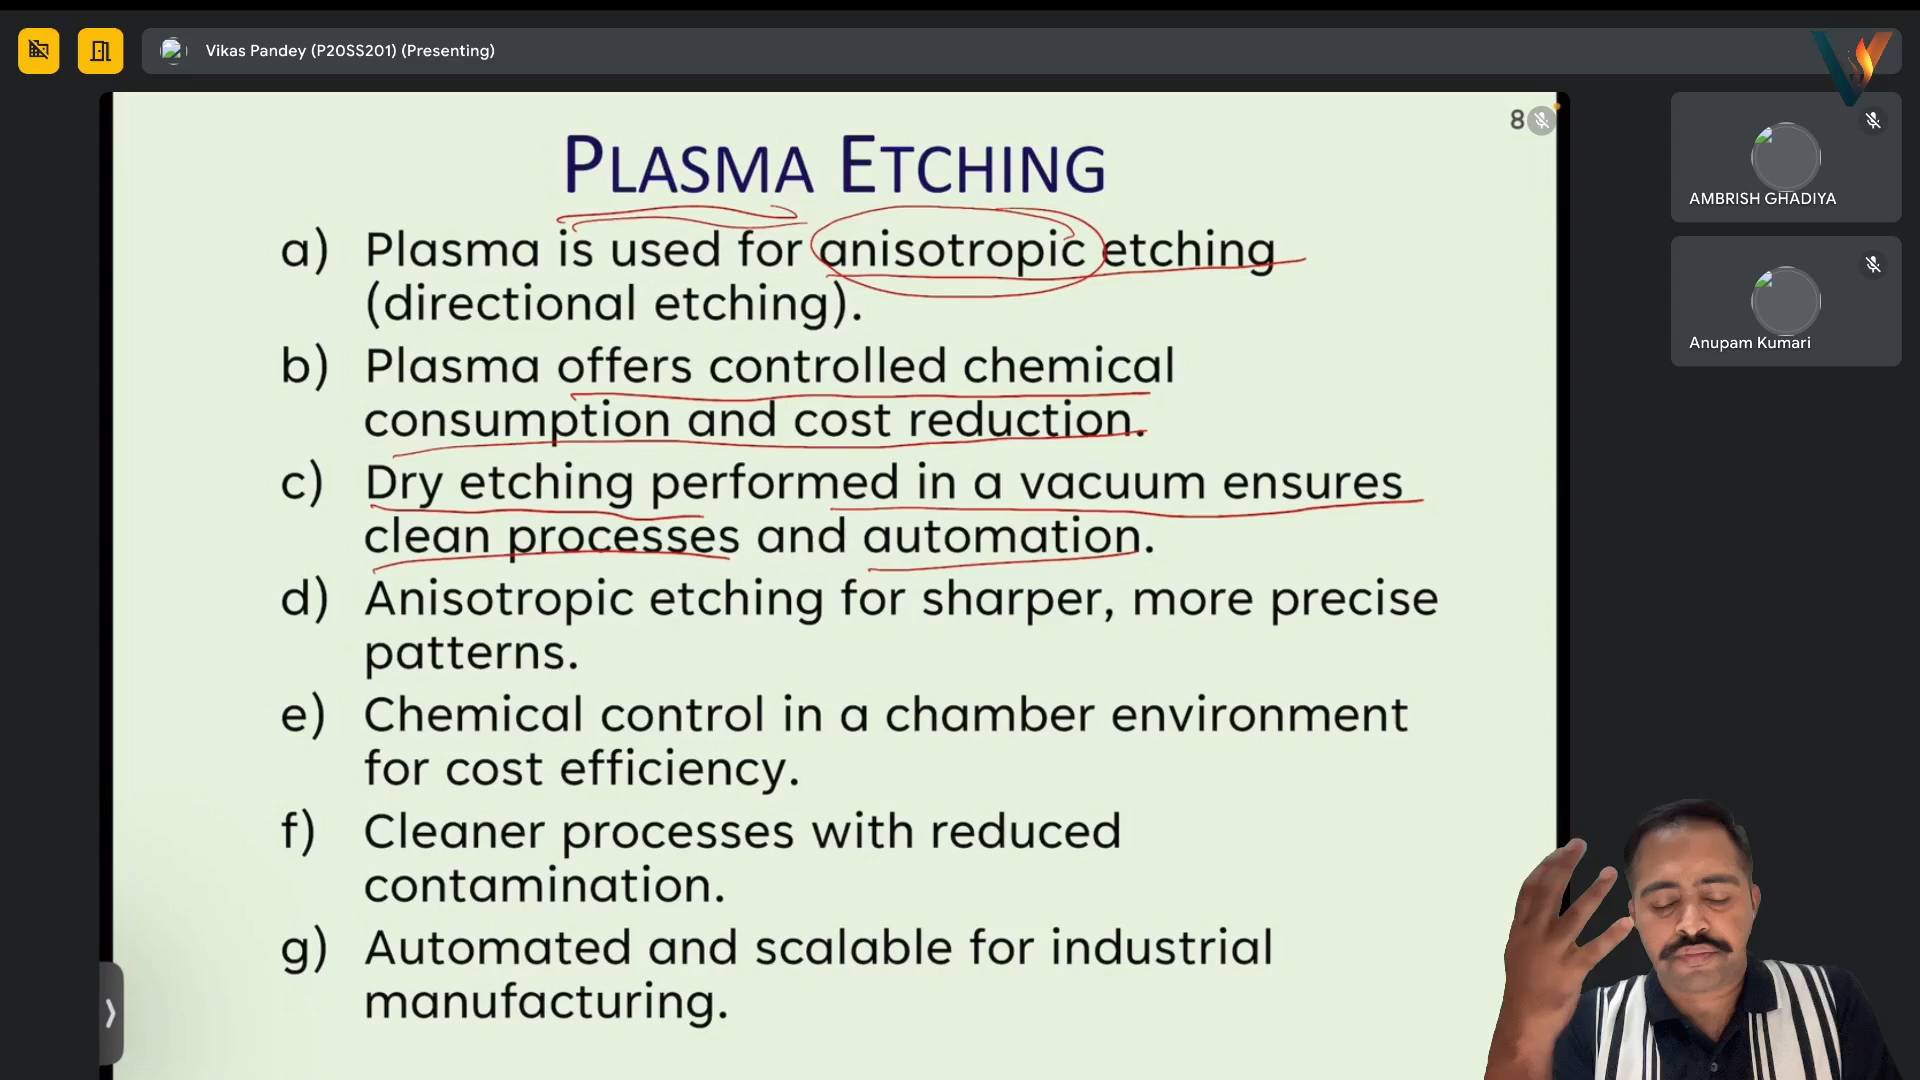 Vikas Pandey (P20SS201) (Presenting)
8
PLASMA ETCHING
a) Plasma is used for anisotropic etching
(directional etching).
b) Plasma offers controlled chemical
consumption and cost reduction.
c) Dry etching performed in a vacuum ensures
clean processes and automation.
d) Anisotropic etching for sharper, more precise
patterns.
e) Chemical control in a chamber environment
for cost efficiency.
f) Cleaner processes with reduced
contamination.
g) Automated and scalable for industrial
manufacturing.
AMBRISH GHADIYA
Anupam Kumari